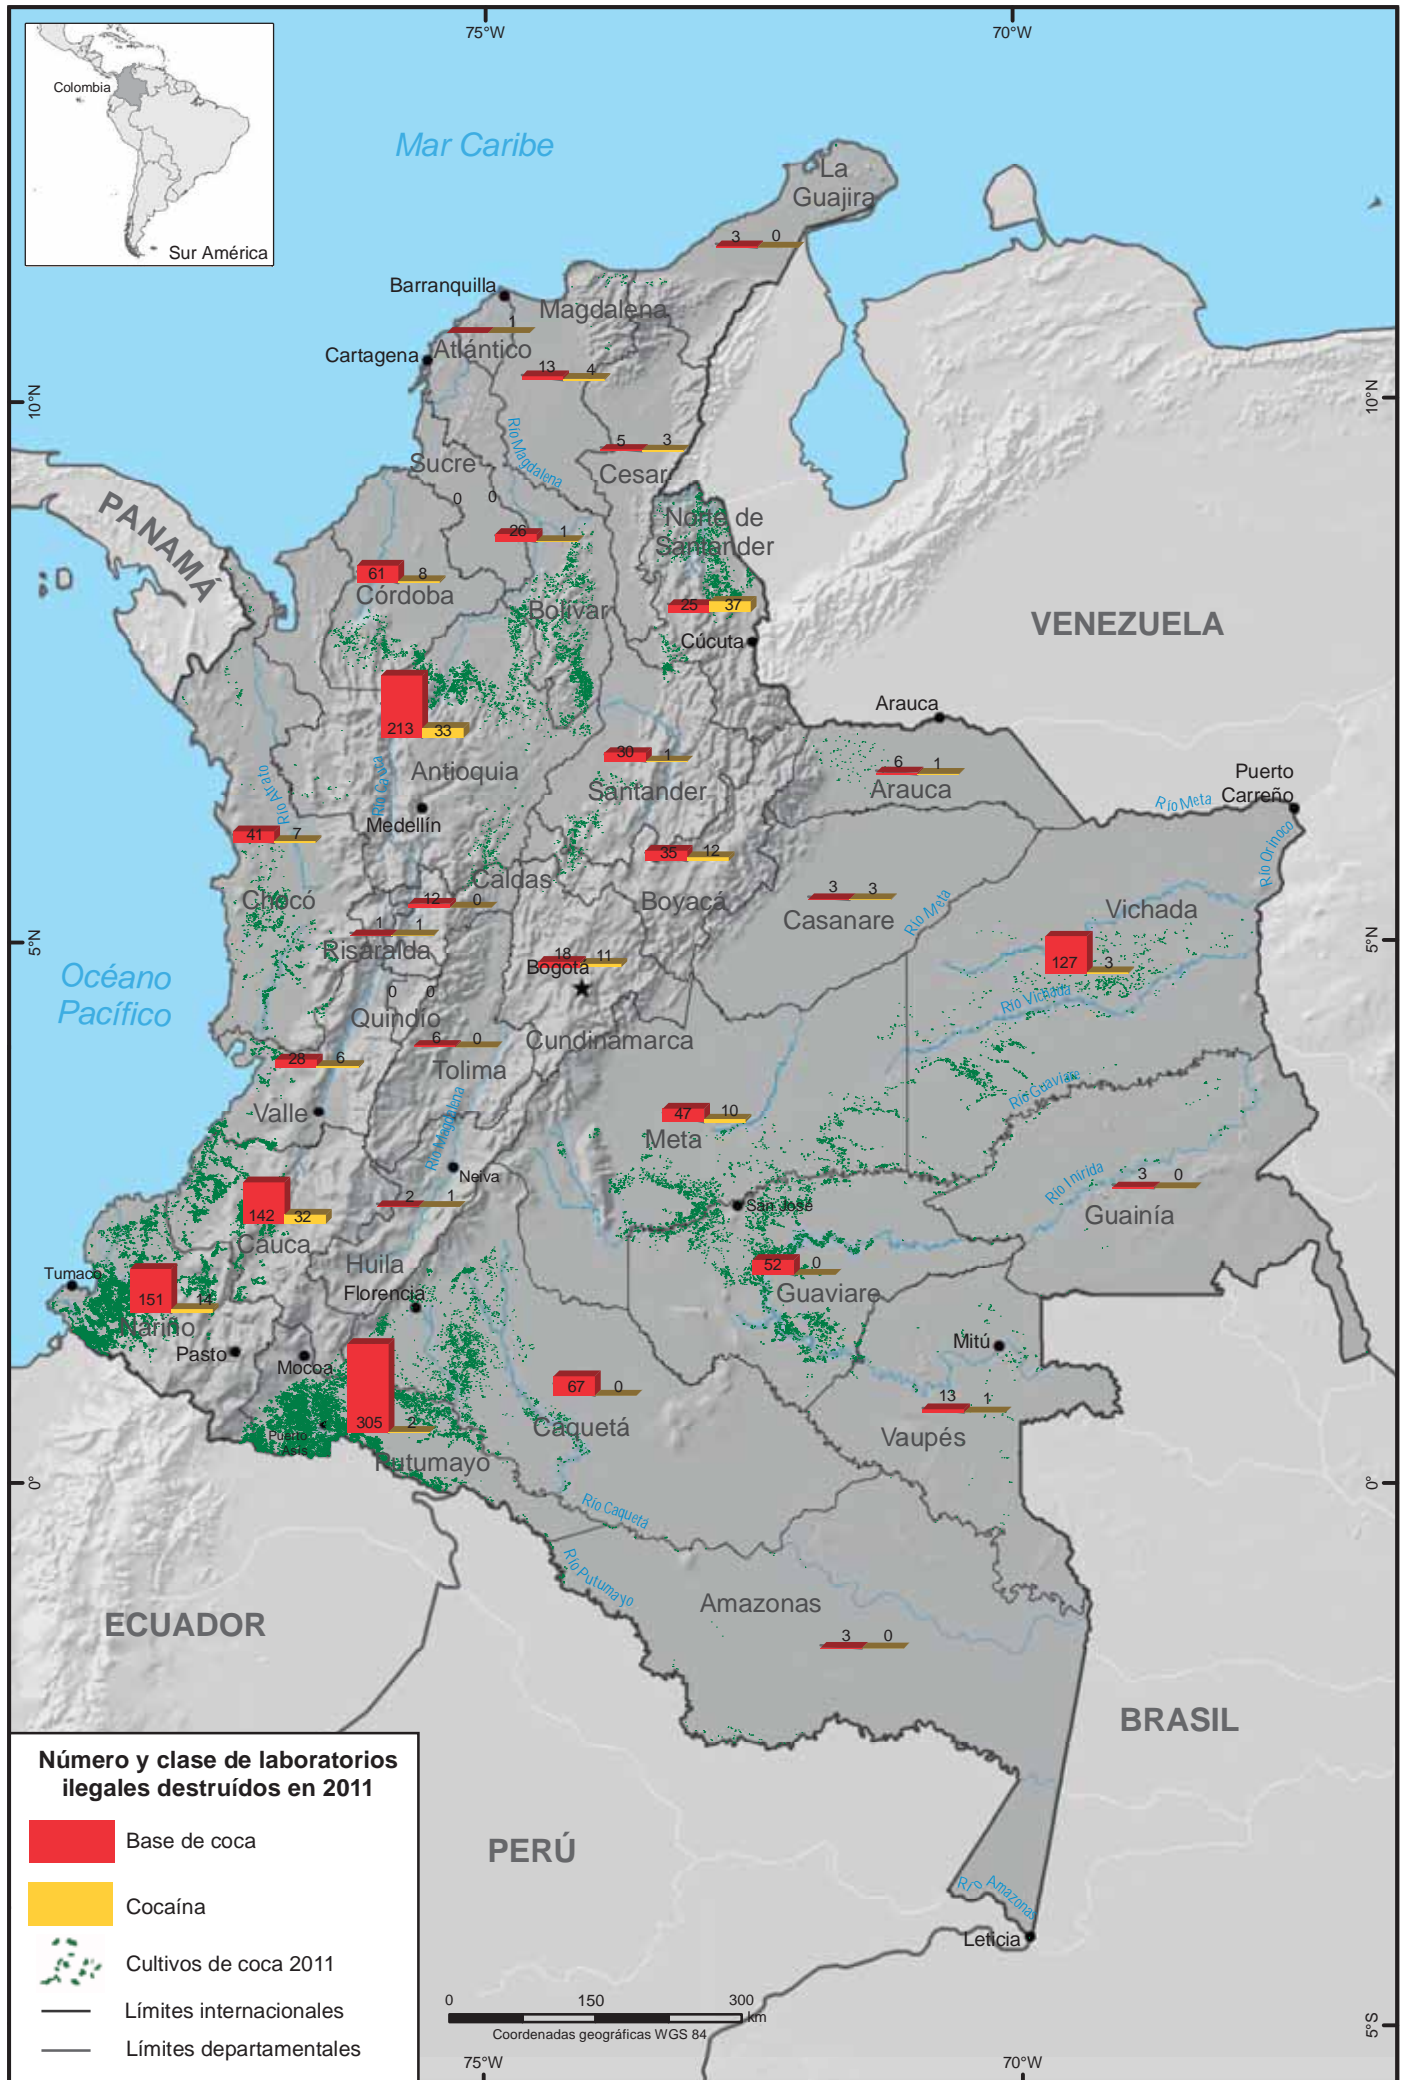 75°W
70°W
Colombia
Sur América
Mar Caribe
La
Guajira
3 0
Barranquilla
Magdalena
1
Atlántico
Cartagena
13 4
10°N
10°N
Río Magdalena
5 3
Sucre
Cesar
0 0
PANAMÁ
Norte de
Santander
26 1
61 8
Córdoba
Bolívar
25 37
VENEZUELA
Cúcuta
213 33
Arauca
Antioquia
30 1
Santander
6 1
Arauca
Puerto
Carreño
Río Meta
Río Atrato
Río Cauca
Medellín
41 7
Río Orinoco
35 12
Caldas
Chocó
12 0
Boyacá
3 3
Casanare
Río Meta
Vichada
1 1
Risaralda
5°N
5°N
18 11
Bogotá
127 3
Océano
Pacífico
0 0
Quindío
Río Vichada
Cundinamarca
6 0
Tolima
28 6
Río Guaviare
Valle
47 10
Meta
Río Magdalena
Neiva
Río Inírida
3 0
Guainía
142 32
Cauca
2 1
San José
Huila
52 0
Guaviare
Tumaco
151 14
Nariño
Florencia
Pasto
Mocoa
Mitú
67 0
Caquetá
13 1
Vaupés
305 2
Puerto
Asís
Putumayo
0°
0°
Río Caquetá
Río Putumayo
Amazonas
3 0
ECUADOR
BRASIL
PERÚ
Río Amazonas
Leticia
Número y clase de laboratorios
ilegales destruídos en 2011
Base de coca
Cocaína
Cultivos de coca 2011
Límites internacionales
Límites departamentales
0 150 300
km
Coordenadas geográficas WGS 84
5°S
75°W
70°W